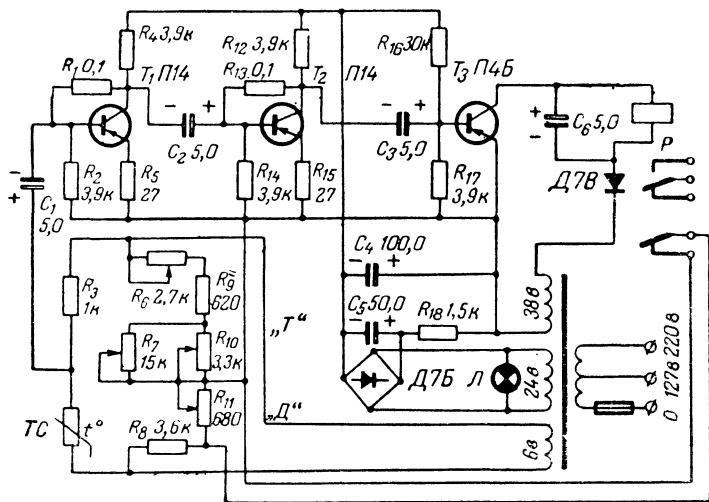 R₄ 3,9к
R₁ 0,1
T₁ П14
R₁₂ 3,9к
R₁₃ 0,1
T₂
П14
R₁₆ 30к
T₃ П4Б
C₂ 5,0
C₃ 5,0
C₆ 5,0
P
R₂
3,9к
R₅
27
R₁₄
3,9к
R₁₅
27
R₁₇
3,9к
Д7В
C₁
5,0
C₄ 100,0
C₅ 50,0
R₁₈ 1,5к
38в
R₃
1к
R₆ 2,7к
R₉
620
„Т“
R₇
15к
R₁₀
3,3к
Д7Б
Л
24в
0 127в 220в
R₁₁
680
„Д“
R₈ 3,6к
TC
t°
6в